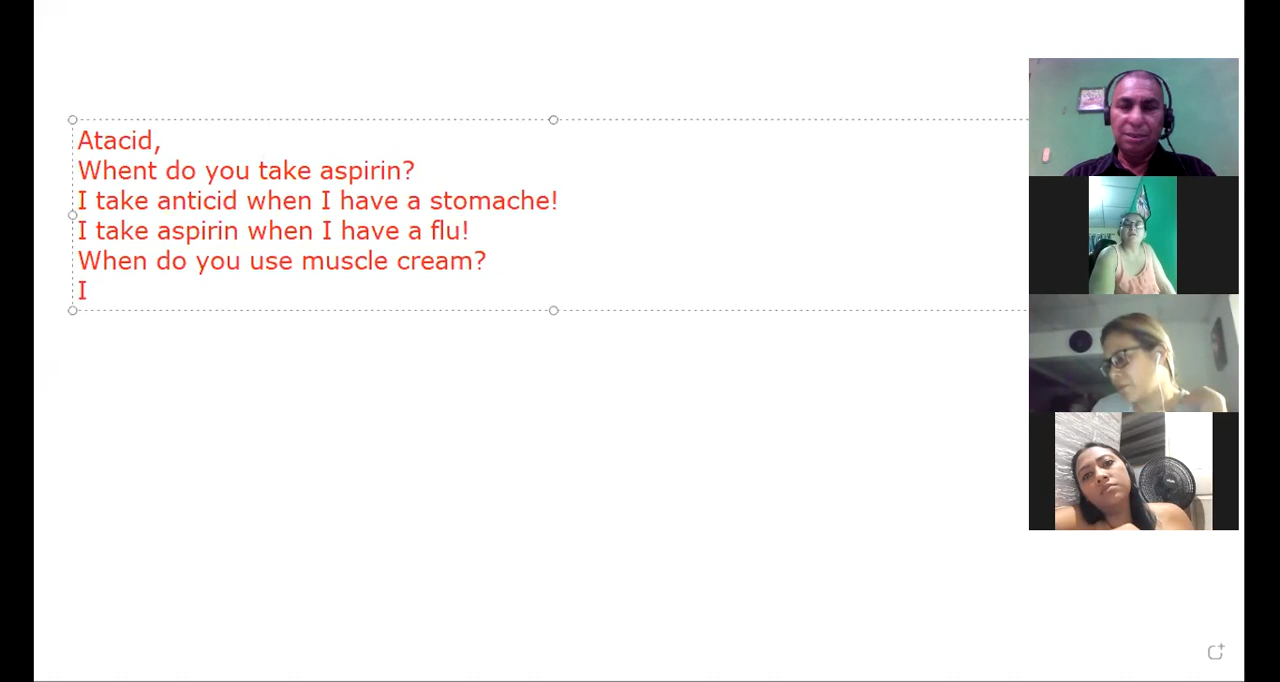 Atacid,
Whent do you take aspirin?
I take anticid when I have a stomache!
I take aspirin when I have a flu!
When do you use muscle cream?
I